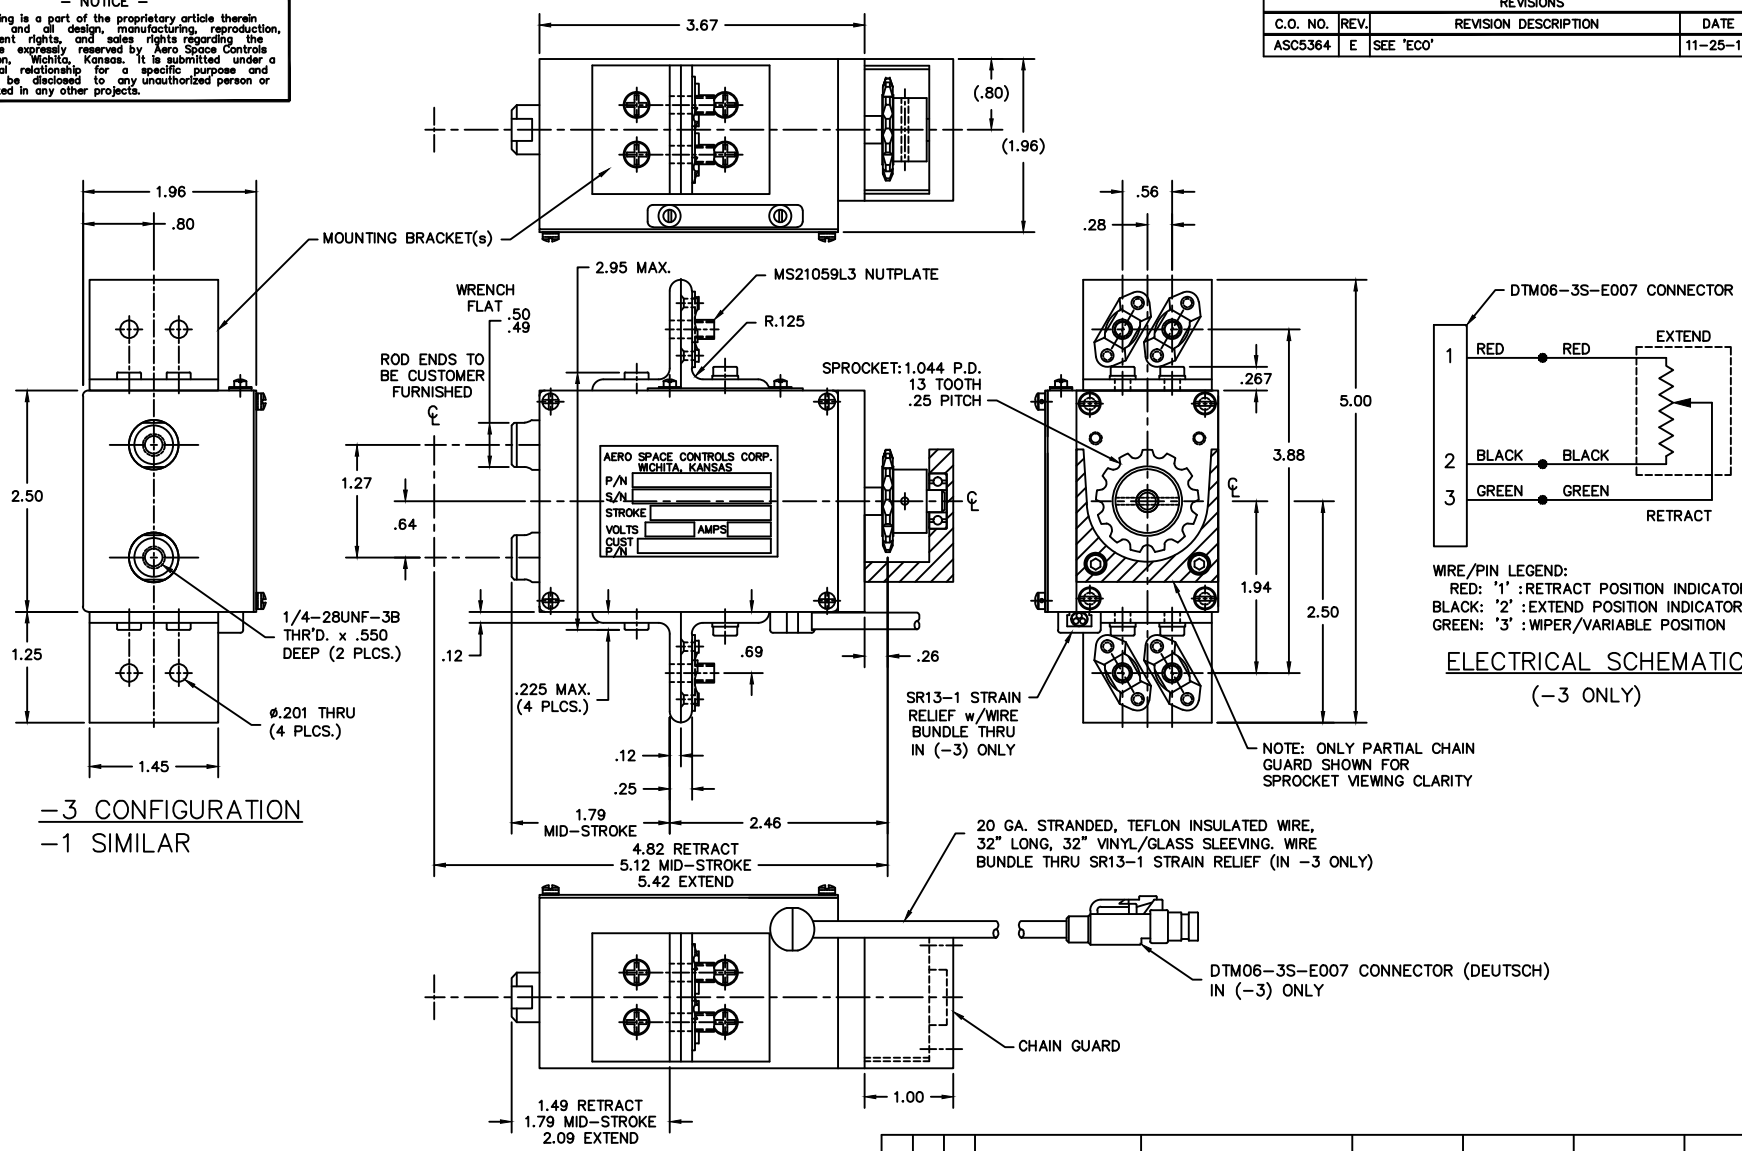 – NOTICE –
ing is a part of the proprietary article therein
and all design, manufacturing, reproduction,
ent rights, and sales rights regarding the
e expressly reserved by Aero Space Controls
on, Wichita, Kansas. It is submitted under a
al relationship for a specific purpose and
be disclosed to any unauthorized person or
ed in any other projects.
REVISIONS
C.O. NO. REV. REVISION DESCRIPTION DATE
ASC5364 E SEE 'ECO' 11-25-1
3.67
(.80)
(1.96)
1.96
.80
MOUNTING BRACKET(s)
2.95 MAX.
MS21059L3 NUTPLATE
WRENCH
FLAT .50
.49
R.125
ROD ENDS TO
BE CUSTOMER
FURNISHED
SPROCKET: 1.044 P.D.
13 TOOTH
.25 PITCH
.56
.28
.267
5.00
3.88
1.94
2.50
DTM06-3S-E007 CONNECTOR
EXTEND
1 RED RED
2 BLACK BLACK
3 GREEN GREEN
RETRACT
WIRE/PIN LEGEND:
RED: '1' : RETRACT POSITION INDICATOR
BLACK: '2' : EXTEND POSITION INDICATOR
GREEN: '3' : WIPER/VARIABLE POSITION
ELECTRICAL SCHEMATIC
(-3 ONLY)
2.50
1.25
1.27
.64
AERO SPACE CONTROLS CORP.
WICHITA, KANSAS
P/N
S/N
STROKE
VOLTS AMPS
CUST
P/N
1/4-28UNF-3B
THR'D. x .550
DEEP (2 PLCS.)
ø.201 THRU
(4 PLCS.)
1.45
.12
.225 MAX.
(4 PLCS.)
.69
.26
SR13-1 STRAIN
RELIEF w/WIRE
BUNDLE THRU
IN (-3) ONLY
NOTE: ONLY PARTIAL CHAIN
GUARD SHOWN FOR
SPROCKET VIEWING CLARITY
.12
.25
-3 CONFIGURATION
-1 SIMILAR
1.79
MID-STROKE
2.46
4.82 RETRACT
5.12 MID-STROKE
5.42 EXTEND
20 GA. STRANDED, TEFLON INSULATED WIRE,
32" LONG, 32" VINYL/GLASS SLEEVING. WIRE
BUNDLE THRU SR13-1 STRAIN RELIEF (IN -3 ONLY)
DTM06-3S-E007 CONNECTOR (DEUTSCH)
IN (-3) ONLY
CHAIN GUARD
1.00
1.49 RETRACT
1.79 MID-STROKE
2.09 EXTEND